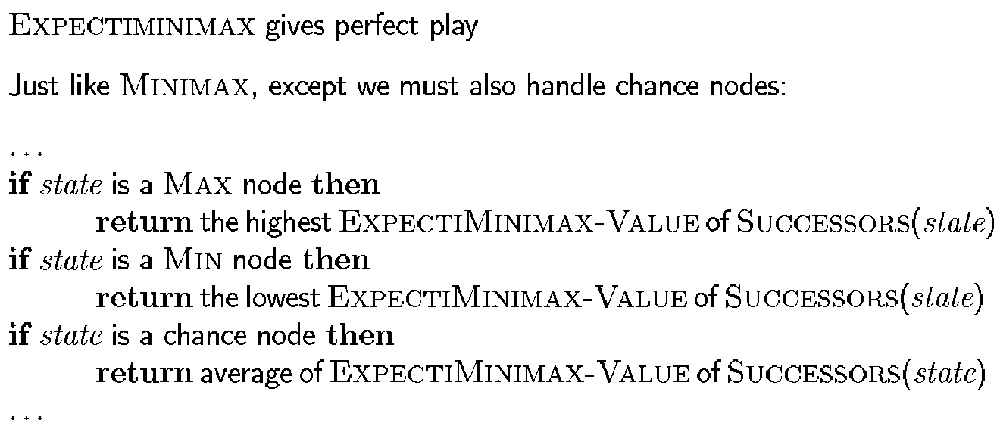 EXPECTIMINIMAX gives perfect play
Just like MINIMAX, except we must also handle chance nodes:
...
if state is a MAX node then
return the highest EXPECTIMINIMAX-VALUE of SUCCESSORS(state)
if state is a MIN node then
return the lowest EXPECTIMINIMAX-VALUE of SUCCESSORS(state)
if state is a chance node then
return average of EXPECTIMINIMAX-VALUE of SUCCESSORS(state)
...